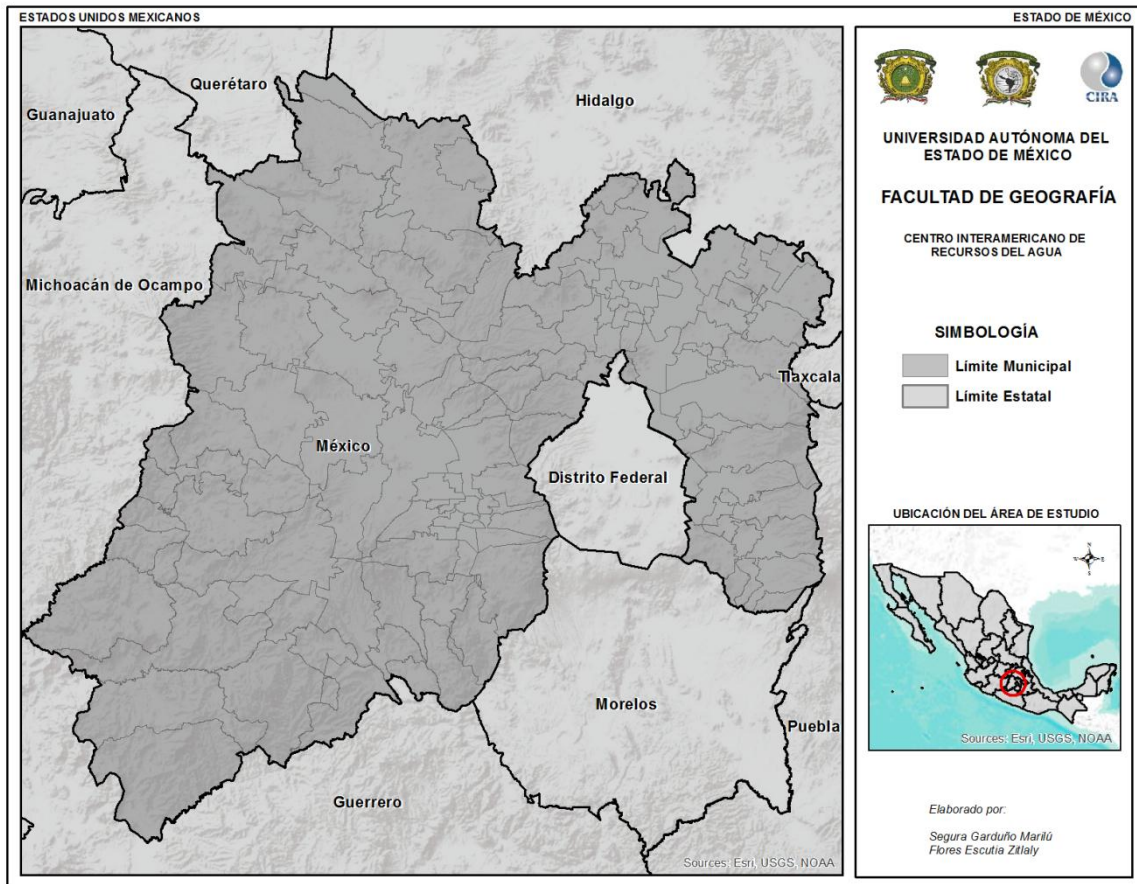 ESTADOS UNIDOS MEXICANOS
ESTADO DE MÉXICO
Querétaro
Guanajuato
Hidalgo
Michoacán de Ocampo
Tlaxcala
México
Distrito Federal
Morelos
Puebla
Guerrero
Sources: Esri, USGS, NOAA
CIRA
UNIVERSIDAD AUTÓNOMA DEL
ESTADO DE MÉXICO
FACULTAD DE GEOGRAFÍA
CENTRO INTERAMERICANO DE
RECURSOS DEL AGUA
SIMBOLOGÍA
Límite Municipal
Límite Estatal
UBICACIÓN DEL ÁREA DE ESTUDIO
N
W E
S
Sources: Esri, USGS, NOAA
Elaborado por:
Segura Garduño Marilú
Flores Escutia Zitlaly